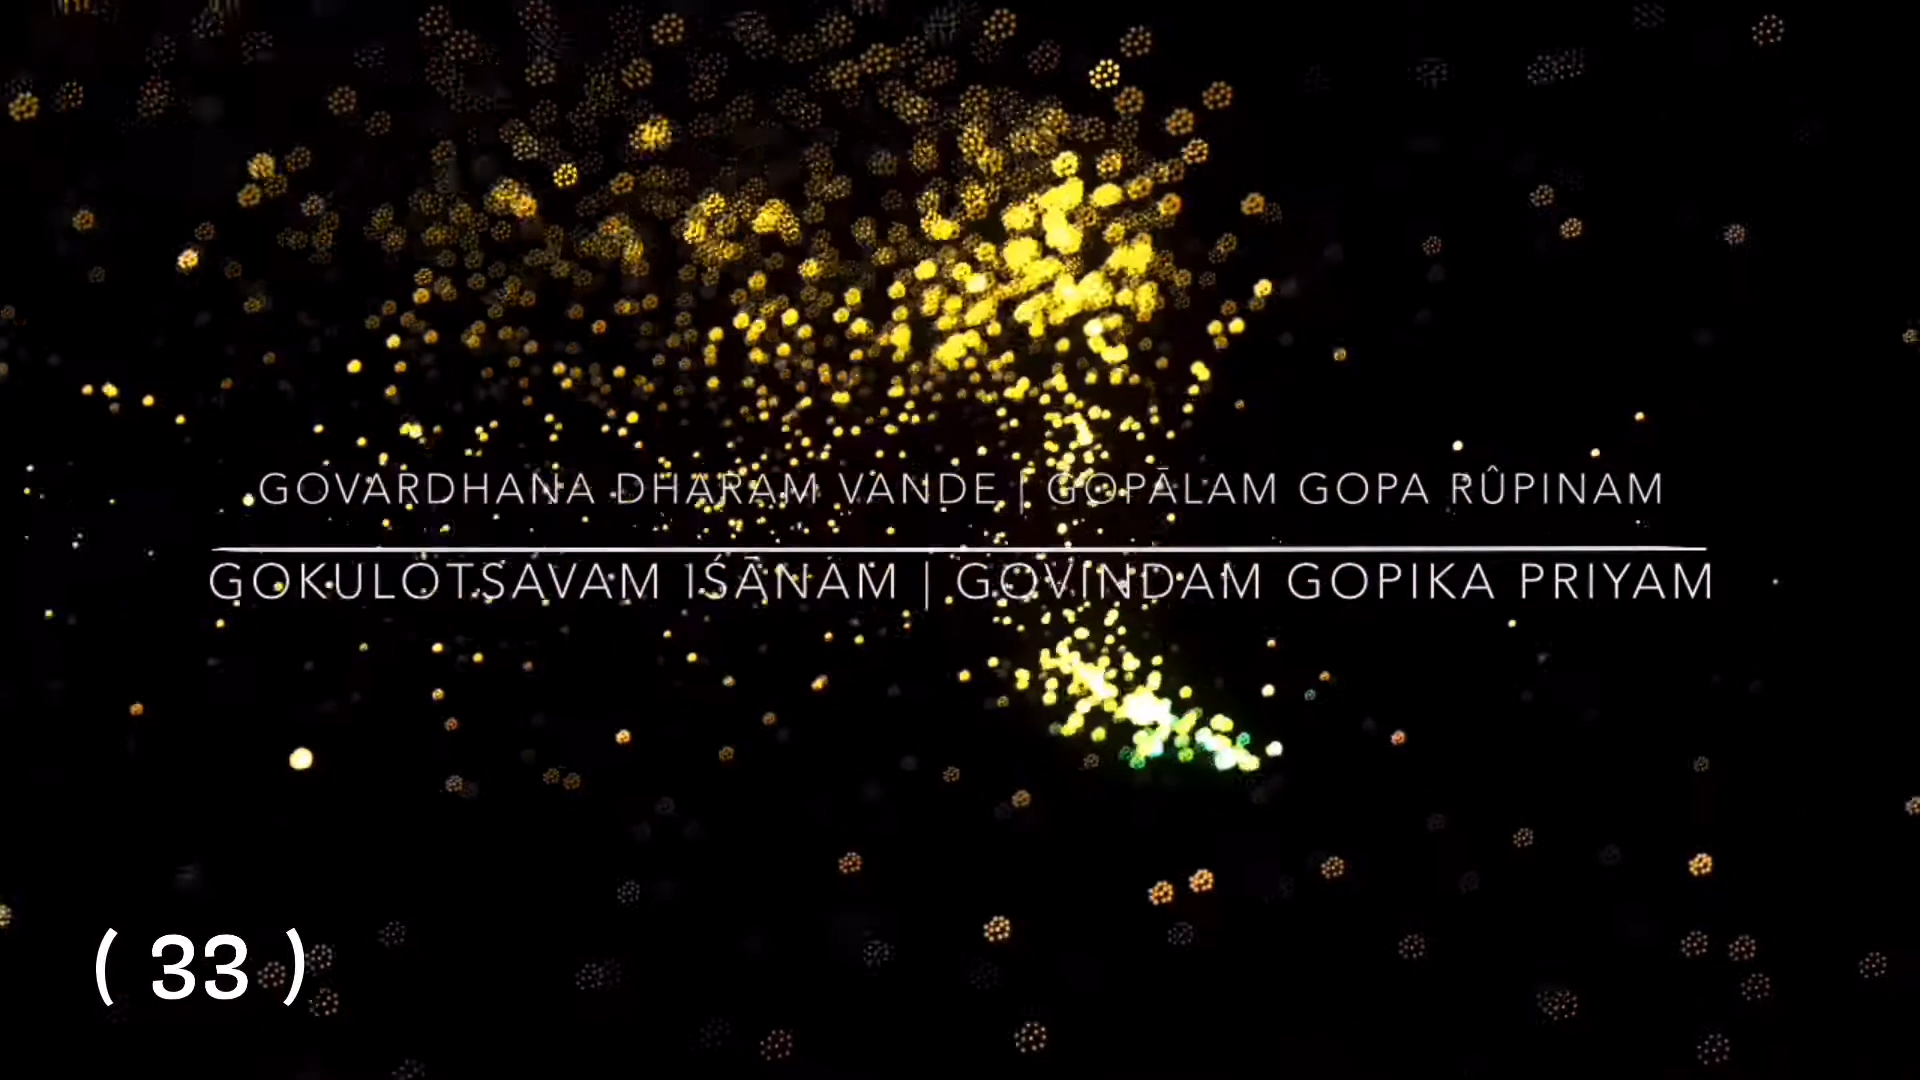 GOVARDHANA DHARAM VANDE | GOPĀLAM GOPA RÛPINAM
GOKULOTSAVAM IŚĀNAM | GOVINDAM GOPIKA PRIYAM
( 33 )